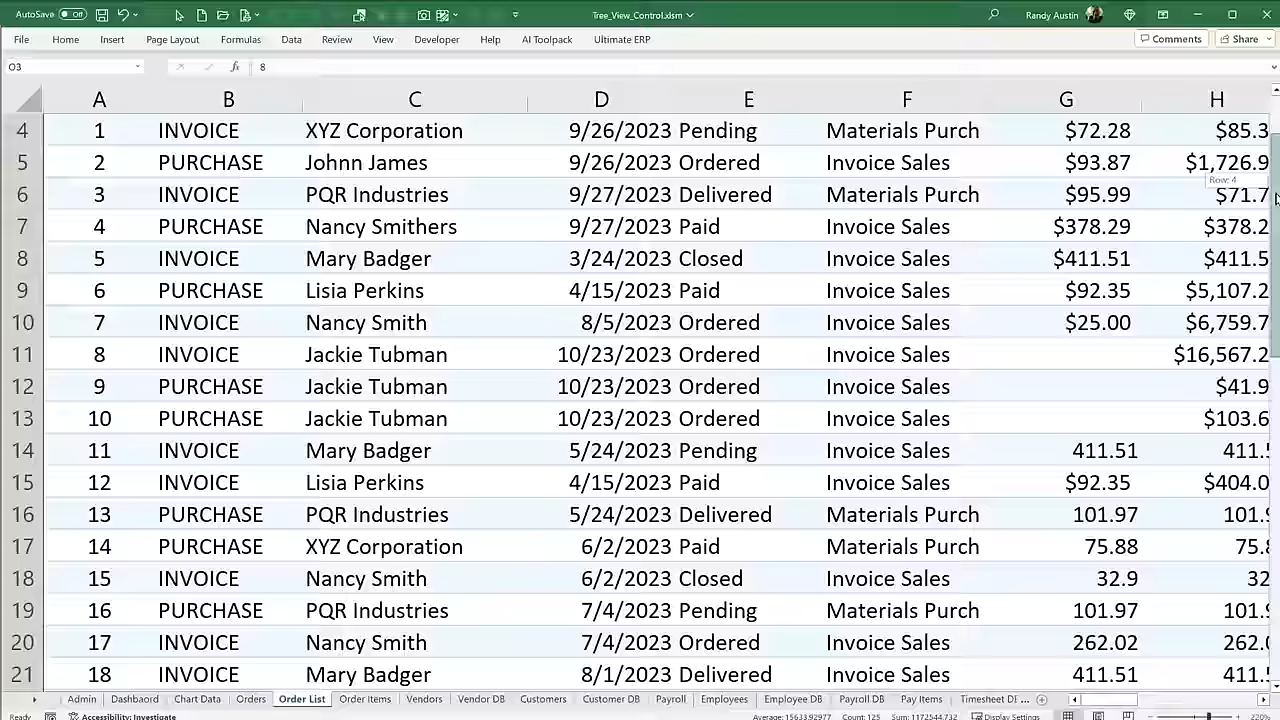 AutoSave Off Tree_View_Control.xlsm Randy Austin
File Home Insert Page Layout Formulas Data Review View Developer Help AI Toolpack Ultimate ERP Comments Share
O3 fx 8
A B C D E F G H
4 1 INVOICE XYZ Corporation 9/26/2023 Pending Materials Purch $72.28 $85.3
5 2 PURCHASE Johnn James 9/26/2023 Ordered Invoice Sales $93.87 $1,726.9
Row: 4
6 3 INVOICE PQR Industries 9/27/2023 Delivered Materials Purch $95.99 $71.7
7 4 PURCHASE Nancy Smithers 9/27/2023 Paid Invoice Sales $378.29 $378.2
8 5 INVOICE Mary Badger 3/24/2023 Closed Invoice Sales $411.51 $411.5
9 6 PURCHASE Lisia Perkins 4/15/2023 Paid Invoice Sales $92.35 $5,107.2
10 7 INVOICE Nancy Smith 8/5/2023 Ordered Invoice Sales $25.00 $6,759.7
11 8 INVOICE Jackie Tubman 10/23/2023 Ordered Invoice Sales $16,567.2
12 9 PURCHASE Jackie Tubman 10/23/2023 Ordered Invoice Sales $41.9
13 10 PURCHASE Jackie Tubman 10/23/2023 Ordered Invoice Sales $103.6
14 11 INVOICE Mary Badger 5/24/2023 Pending Invoice Sales 411.51 411.5
15 12 INVOICE Lisia Perkins 4/15/2023 Paid Invoice Sales $92.35 $404.0
16 13 PURCHASE PQR Industries 5/24/2023 Delivered Materials Purch 101.97 101.9
17 14 PURCHASE XYZ Corporation 6/2/2023 Paid Materials Purch 75.88 75.8
18 15 INVOICE Nancy Smith 6/2/2023 Closed Invoice Sales 32.9 32
19 16 PURCHASE PQR Industries 7/4/2023 Pending Materials Purch 101.97 101.9
20 17 INVOICE Nancy Smith 7/4/2023 Ordered Invoice Sales 262.02 262.0
21 18 INVOICE Mary Badger 8/1/2023 Delivered Invoice Sales 411.51 411.5
Admin Dashbaord Chart Data Orders Order List Order Items Vendors Vendor DB Customers Customer DB Payroll Employees Employee DB Payroll DB Pay Items Timesheet DI ...
Ready Accessibility: Investigate Average: 15633.92977 Count: 125 Sum: 1172544.732 Display Settings 220%